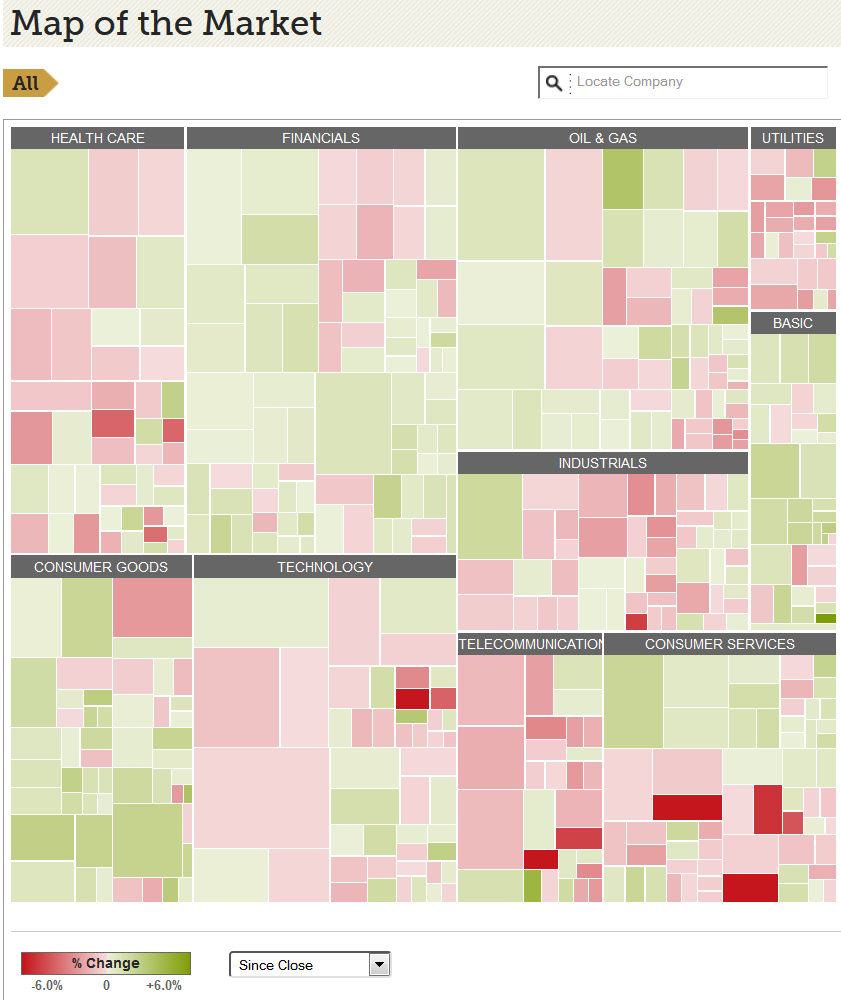 Map of the Market
All
Locate Company
HEALTH CARE
FINANCIALS
OIL & GAS
UTILITIES
BASIC
INDUSTRIALS
CONSUMER GOODS
TECHNOLOGY
TELECOMMUNICATION
CONSUMER SERVICES
% Change
-6.0% 0 +6.0%
Since Close